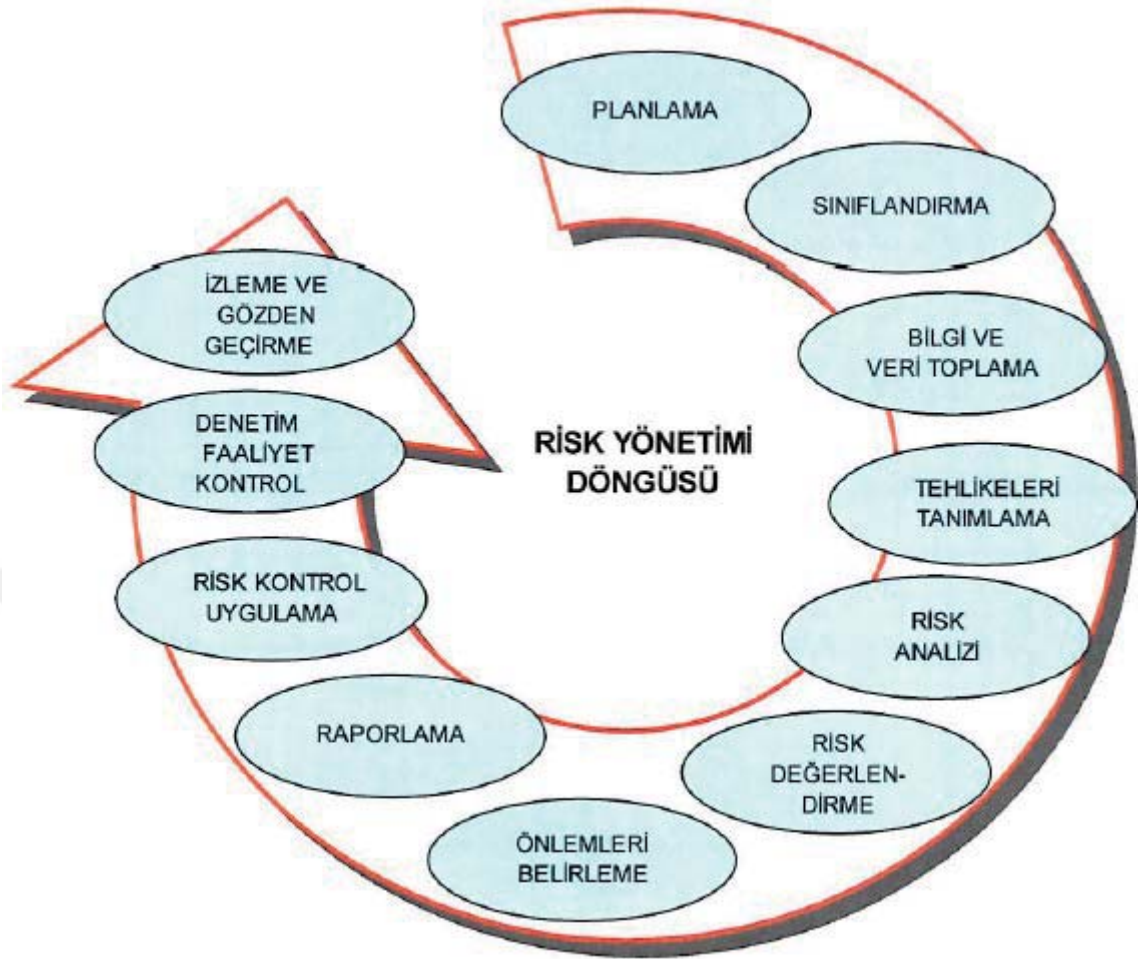 PLANLAMA
SINIFLANDIRMA
BİLGİ VE
VERİ TOPLAMA
TEHLİKELERİ
TANIMLAMA
RİSK
ANALİZİ
RİSK
DEĞERLEN-
DİRME
ÖNLEMLERİ
BELİRLEME
RAPORLAMA
RİSK KONTROL
UYGULAMA
DENETİM
FAALİYET
KONTROL
İZLEME VE
GÖZDEN
GEÇİRME
RİSK YÖNETİMİ
DÖNGÜSÜ